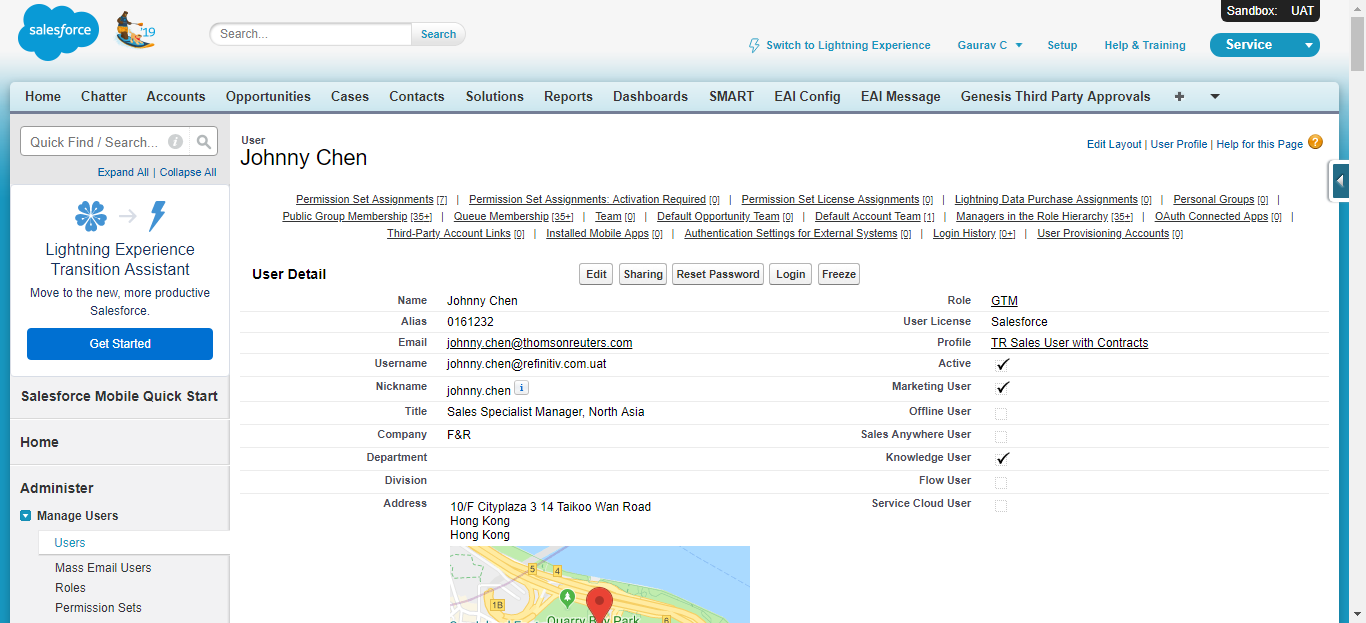 salesforce
'19
Search...
Search
Sandbox: UAT
Switch to Lightning Experience
Gaurav C
Setup
Help & Training
Service
Home Chatter Accounts Opportunities Cases Contacts Solutions Reports Dashboards SMART EAI Config EAI Message Genesis Third Party Approvals +
Quick Find / Search... i
Expand All | Collapse All
Lightning Experience
Transition Assistant
Move to the new, more productive
Salesforce.
Get Started
Salesforce Mobile Quick Start
Home
Administer
Manage Users
Users
Mass Email Users
Roles
Permission Sets
User
Johnny Chen
Edit Layout | User Profile | Help for this Page ?
Permission Set Assignments [7] | Permission Set Assignments: Activation Required [0] | Permission Set License Assignments [0] | Lightning Data Purchase Assignments [0] | Personal Groups [0] |
Public Group Membership [35+] | Queue Membership [35+] | Team [0] | Default Opportunity Team [0] | Default Account Team [1] | Managers in the Role Hierarchy [35+] | OAuth Connected Apps [0] |
Third-Party Account Links [0] | Installed Mobile Apps [0] | Authentication Settings for External Systems [0] | Login History [0+] | User Provisioning Accounts [0]
User Detail
Edit Sharing Reset Password Login Freeze
Name Johnny Chen Role GTM
Alias 0161232 User License Salesforce
Email johnny.chen@thomsonreuters.com Profile TR Sales User with Contracts
Username johnny.chen@refinitiv.com.uat Active
Nickname johnny.chen i Marketing User
Title Sales Specialist Manager, North Asia Offline User
Company F&R Sales Anywhere User
Department Knowledge User
Division Flow User
Address 10/F Cityplaza 3 14 Taikoo Wan Road Service Cloud User
Hong Kong
Hong Kong
5 4
1B
Quarry Bay Park 6